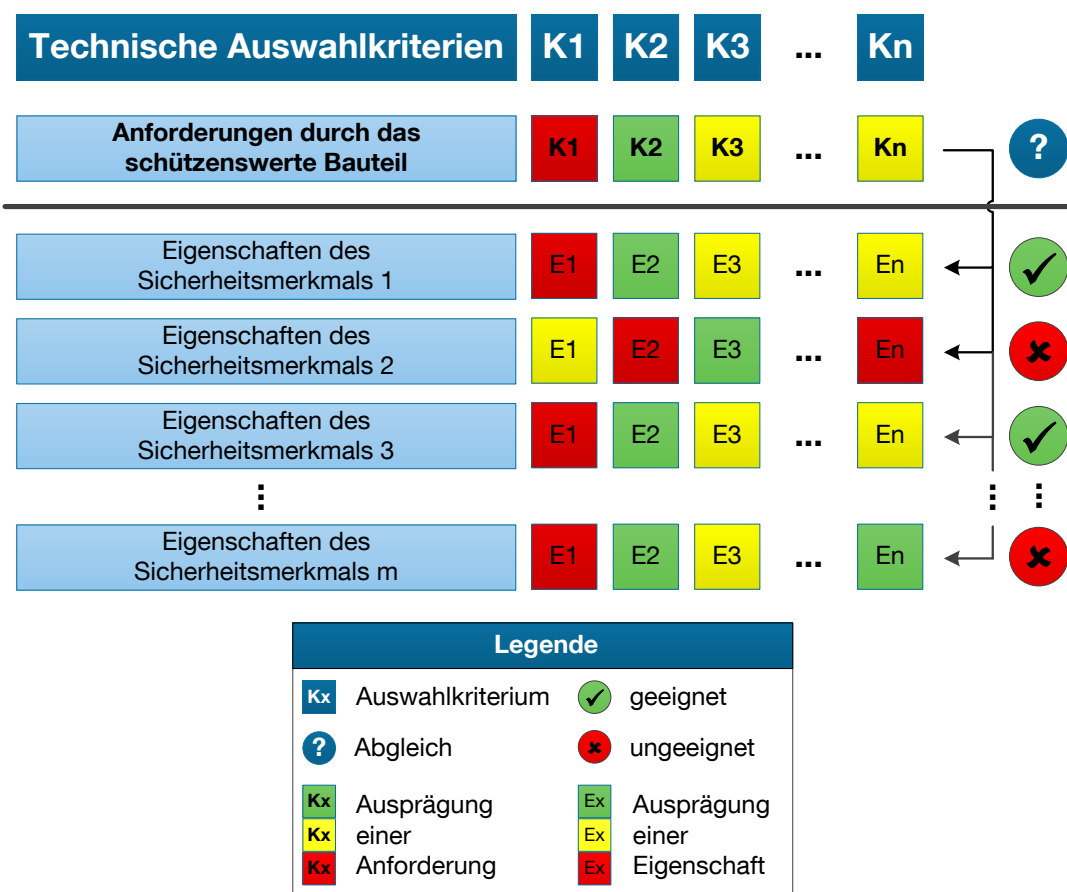 Technische Auswahlkriterien K1 K2 K3 ... Kn
Anforderungen durch das
schützenswerte Bauteil K1 K2 K3 ... Kn ?
Eigenschaften des
Sicherheitsmerkmals 1 E1 E2 E3 ... En
Eigenschaften des
Sicherheitsmerkmals 2 E1 E2 E3 ... En
Eigenschaften des
Sicherheitsmerkmals 3 E1 E2 E3 ... En
Eigenschaften des
Sicherheitsmerkmals m E1 E2 E3 ... En
Legende
Kx Auswahlkriterium geeignet
? Abgleich ungeeignet
Kx Ausprägung Ex Ausprägung
Kx einer Ex einer
Kx Anforderung Ex Eigenschaft